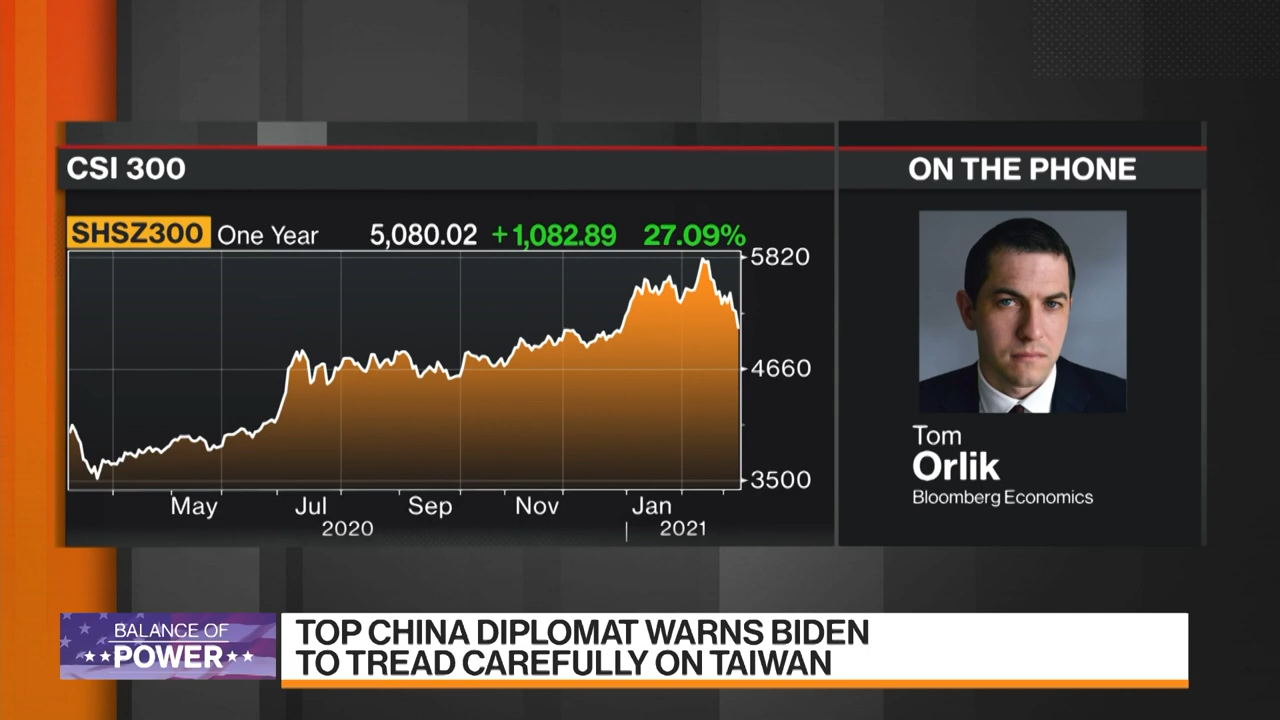 CSI 300
SHSZ300 One Year 5,080.02 +1,082.89 27.09%
5820
4660
3500
May Jul Sep Nov Jan
2020 2021
ON THE PHONE
Tom
Orlik
Bloomberg Economics
BALANCE OF
POWER
TOP CHINA DIPLOMAT WARNS BIDEN
TO TREAD CAREFULLY ON TAIWAN